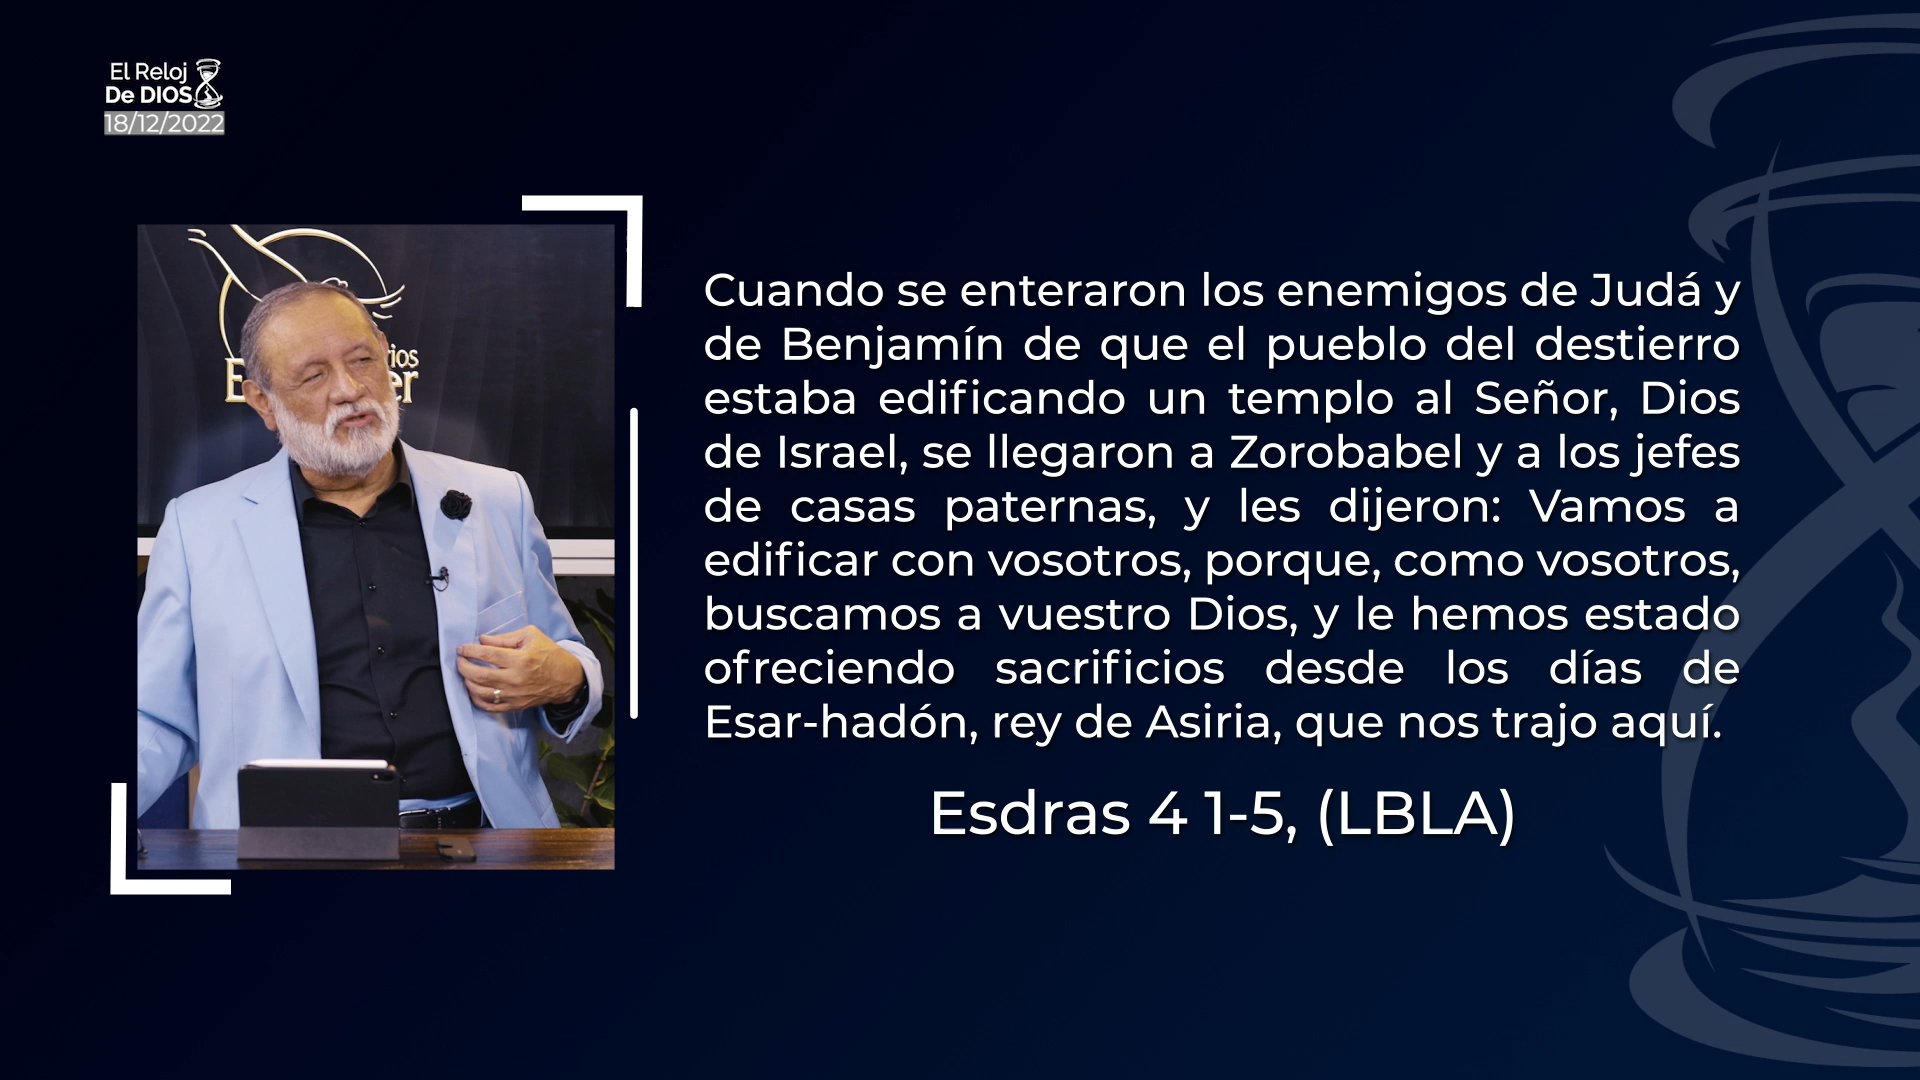 El Reloj
De DIOS
18/12/2022
Cuando se enteraron los enemigos de Judá y
de Benjamín de que el pueblo del destierro
estaba edificando un templo al Señor, Dios
de Israel, se llegaron a Zorobabel y a los jefes
de casas paternas, y les dijeron: Vamos a
edificar con vosotros, porque, como vosotros,
buscamos a vuestro Dios, y le hemos estado
ofreciendo sacrificios desde los días de
Esar-hadón, rey de Asiria, que nos trajo aquí.
Esdras 4 1-5, (LBLA)